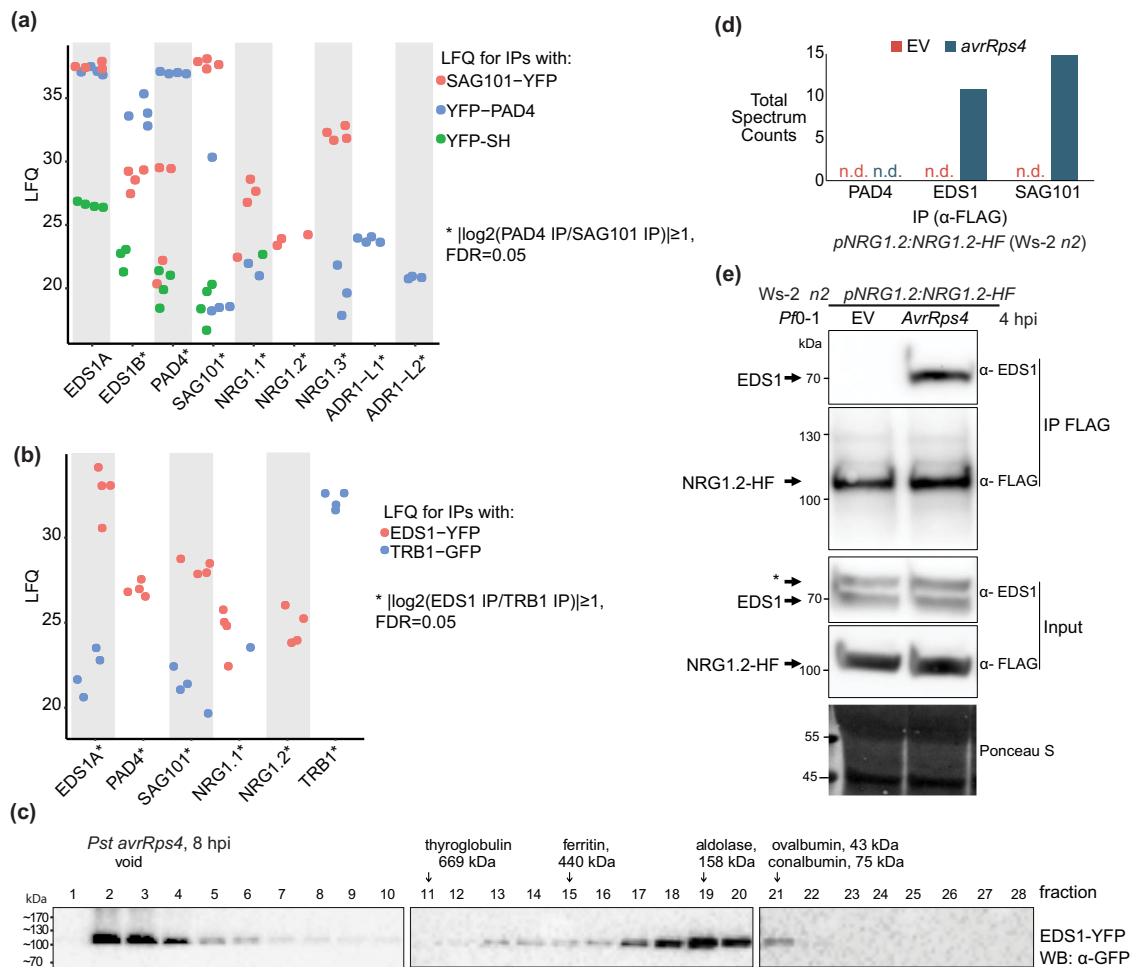 (a)
LFQ
35
30
25
20
EDS1A
EDS1B*
PAD4*
SAG101*
NRG1.1*
NRG1.2*
NRG1.3*
ADR1−L1*
ADR1−L2*
LFQ for IPs with:
SAG101−YFP
YFP−PAD4
YFP−SH
* |log2(PAD4 IP/SAG101 IP)|≥1,
FDR=0.05
(b)
LFQ
30
25
20
EDS1A*
PAD4*
SAG101*
NRG1.1*
NRG1.2*
TRB1*
LFQ for IPs with:
EDS1−YFP
TRB1−GFP
* |log2(EDS1 IP/TRB1 IP)|≥1,
FDR=0.05
(c)
Pst avrRps4, 8 hpi
void
thyroglobulin
669 kDa
ferritin,
440 kDa
aldolase,
158 kDa
ovalbumin, 43 kDa
conalbumin, 75 kDa
1 2 3 4 5 6 7 8 9 10 11 12 13 14 15 16 17 18 19 20 21 22 23 24 25 26 27 28 fraction
kDa
~170
~130
~100
~70
EDS1-YFP
WB: α-GFP
(d)
EV avrRps4
Total
Spectrum
Counts
15
10
5
0
n.d. n.d. n.d. n.d.
PAD4 EDS1 SAG101
IP (α-FLAG)
pNRG1.2:NRG1.2-HF (Ws-2 n2)
(e)
Ws-2 n2 pNRG1.2:NRG1.2-HF
Pf0-1 EV AvrRps4 4 hpi
kDa
EDS1 70 α- EDS1
IP FLAG
130
NRG1.2-HF α- FLAG
100
* α- EDS1
EDS1 70
Input
NRG1.2-HF 100 α- FLAG
55
Ponceau S
45